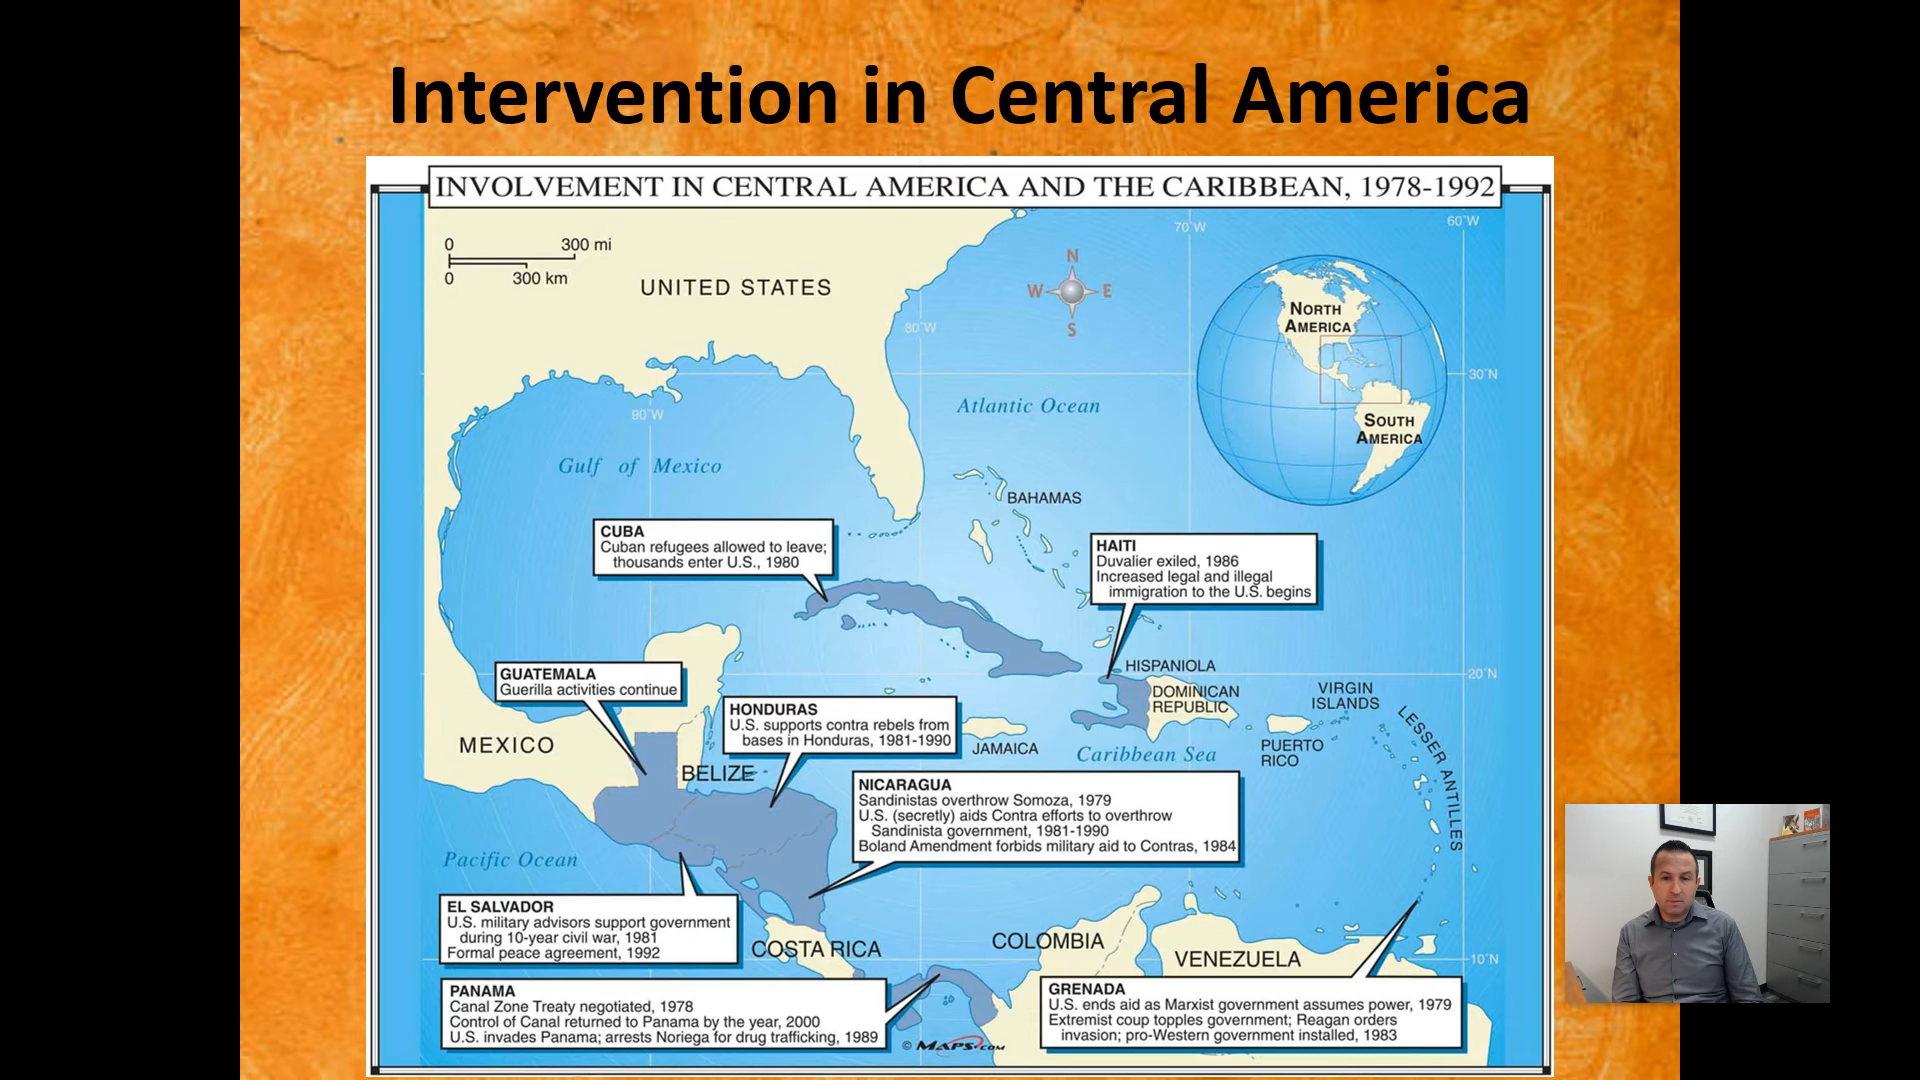 Intervention in Central America
INVOLVEMENT IN CENTRAL AMERICA AND THE CARIBBEAN, 1978-1992
0 300 mi
0 300 km
UNITED STATES
N
W E
S
60°W
70°W
80°W
90°W
NORTH
AMERICA
SOUTH
AMERICA
30°N
Atlantic Ocean
Gulf of Mexico
BAHAMAS
CUBA
Cuban refugees allowed to leave;
thousands enter U.S., 1980
HAITI
Duvalier exiled, 1986
Increased legal and illegal
immigration to the U.S. begins
HISPANIOLA
DOMINICAN
REPUBLIC
VIRGIN
ISLANDS
20°N
GUATEMALA
Guerilla activities continue
HONDURAS
U.S. supports contra rebels from
bases in Honduras, 1981-1990
MEXICO
BELIZE
JAMAICA
Caribbean Sea
PUERTO
RICO
LESSER ANTILLES
NICARAGUA
Sandinistas overthrow Somoza, 1979
U.S. (secretly) aids Contra efforts to overthrow
Sandinista government, 1981-1990
Boland Amendment forbids military aid to Contras, 1984
Pacific Ocean
EL SALVADOR
U.S. military advisors support government
during 10-year civil war, 1981
Formal peace agreement, 1992
COSTA RICA
COLOMBIA
VENEZUELA
10°N
PANAMA
Canal Zone Treaty negotiated, 1978
Control of Canal returned to Panama by the year, 2000
U.S. invades Panama; arrests Noriega for drug trafficking, 1989
GRENADA
U.S. ends aid as Marxist government assumes power, 1979
Extremist coup topples government; Reagan orders
invasion; pro-Western government installed, 1983
© MAPS.COM